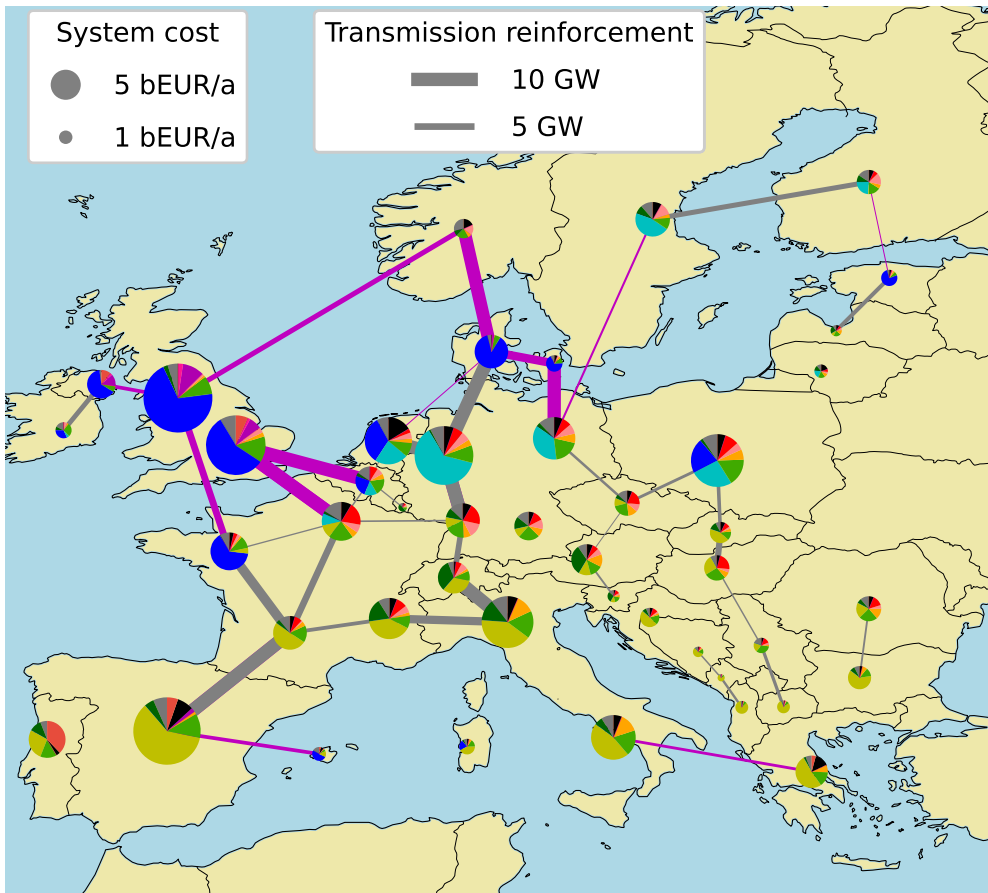 System cost
5 bEUR/a
1 bEUR/a
Transmission reinforcement
10 GW
5 GW